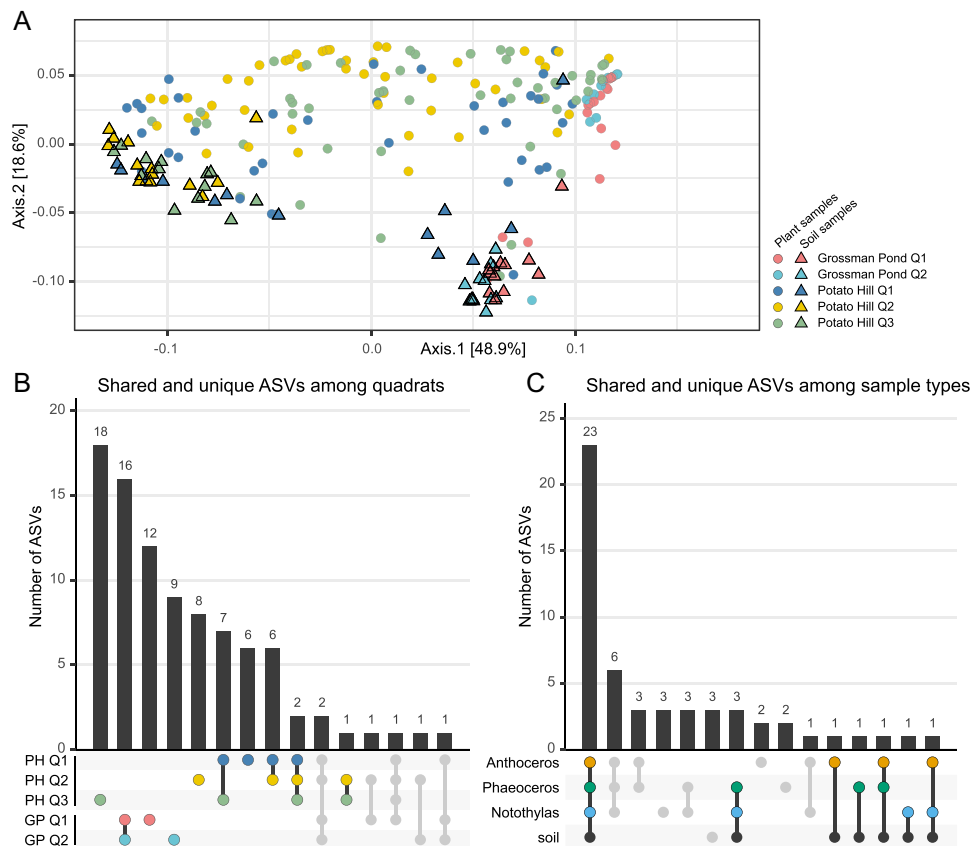 A
0.05
0.00
-0.05
-0.10
Axis.2 [18.6%]
-0.1
0.0
0.1
Axis.1 [48.9%]
Plant samples
Soil samples
Grossman Pond Q1
Grossman Pond Q2
Potato Hill Q1
Potato Hill Q2
Potato Hill Q3
B
Shared and unique ASVs among quadrats
Number of ASVs
20
15
10
5
0
18
16
12
9
8
7
6
6
2
2
1
1
1
1
1
PH Q1
PH Q2
PH Q3
GP Q1
GP Q2
C
Shared and unique ASVs among sample types
Number of ASVs
25
20
15
10
5
0
23
6
3
3
3
3
3
2
2
1
1
1
1
1
1
Anthoceros
Phaeoceros
Notothylas
soil